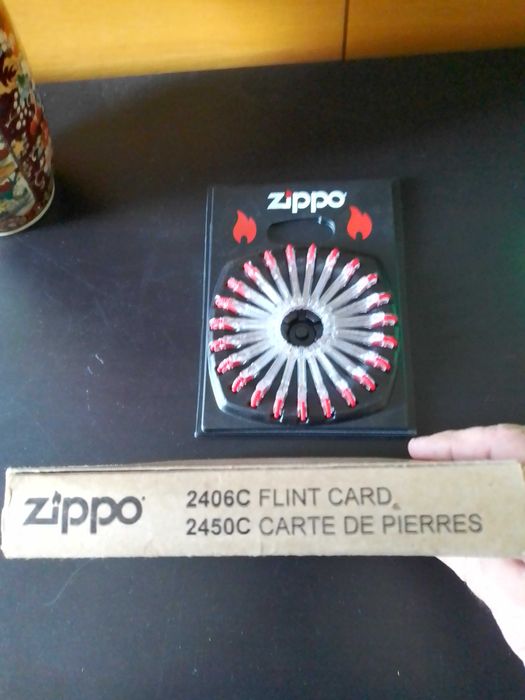 zippo
zippo
2406C FLINT CARD
2450C CARTE DE PIERRES